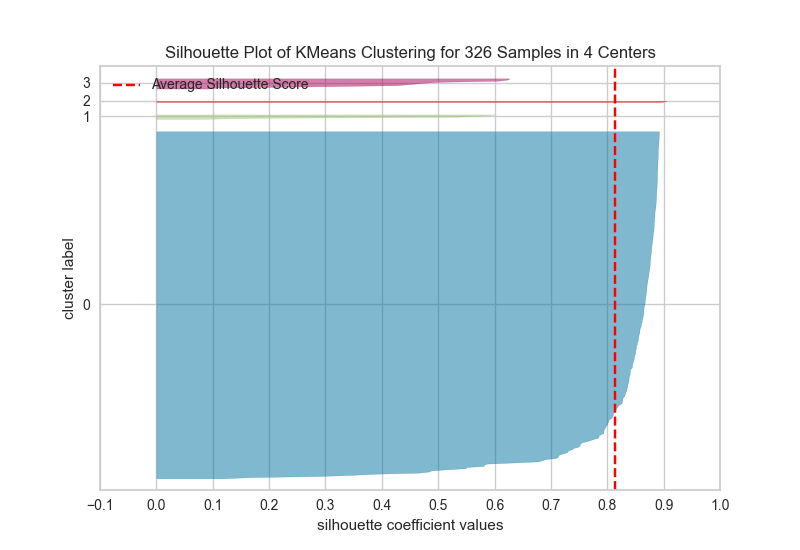 Silhouette Plot of KMeans Clustering for 326 Samples in 4 Centers
Average Silhouette Score
3
2
1
0
cluster label
−0.1 0.0 0.1 0.2 0.3 0.4 0.5 0.6 0.7 0.8 0.9 1.0
silhouette coefficient values